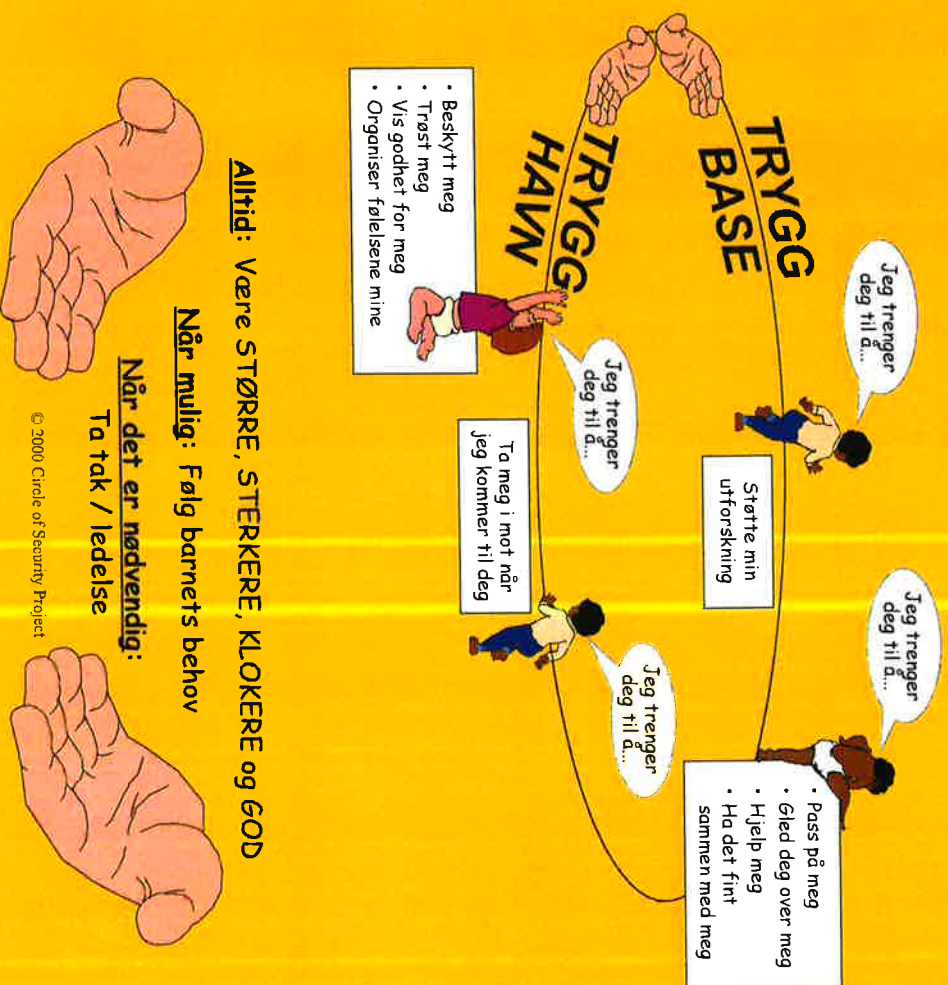 TRYGG
BASE
Jeg trenger
deg til å...
Støtte min
utforskning
Jeg trenger
deg til å...
• Pass på meg
• Gled deg over meg
• Hjelp meg
• Ha det fint
sammen med meg
Jeg trenger
deg til å...
Ta meg i mot når
jeg kommer til deg
TRYGG
HAVN
Jeg trenger
deg til å...
• Beskytt meg
• Trøst meg
• Vis godhet for meg
• Organiser følelsene mine
Alltid: Være STØRRE, STERKERE, KLOKERE og GOD
Når mulig: Følg barnets behov
Når det er nødvendig:
Ta tak / ledelse
© 2000 Circle of Security Project